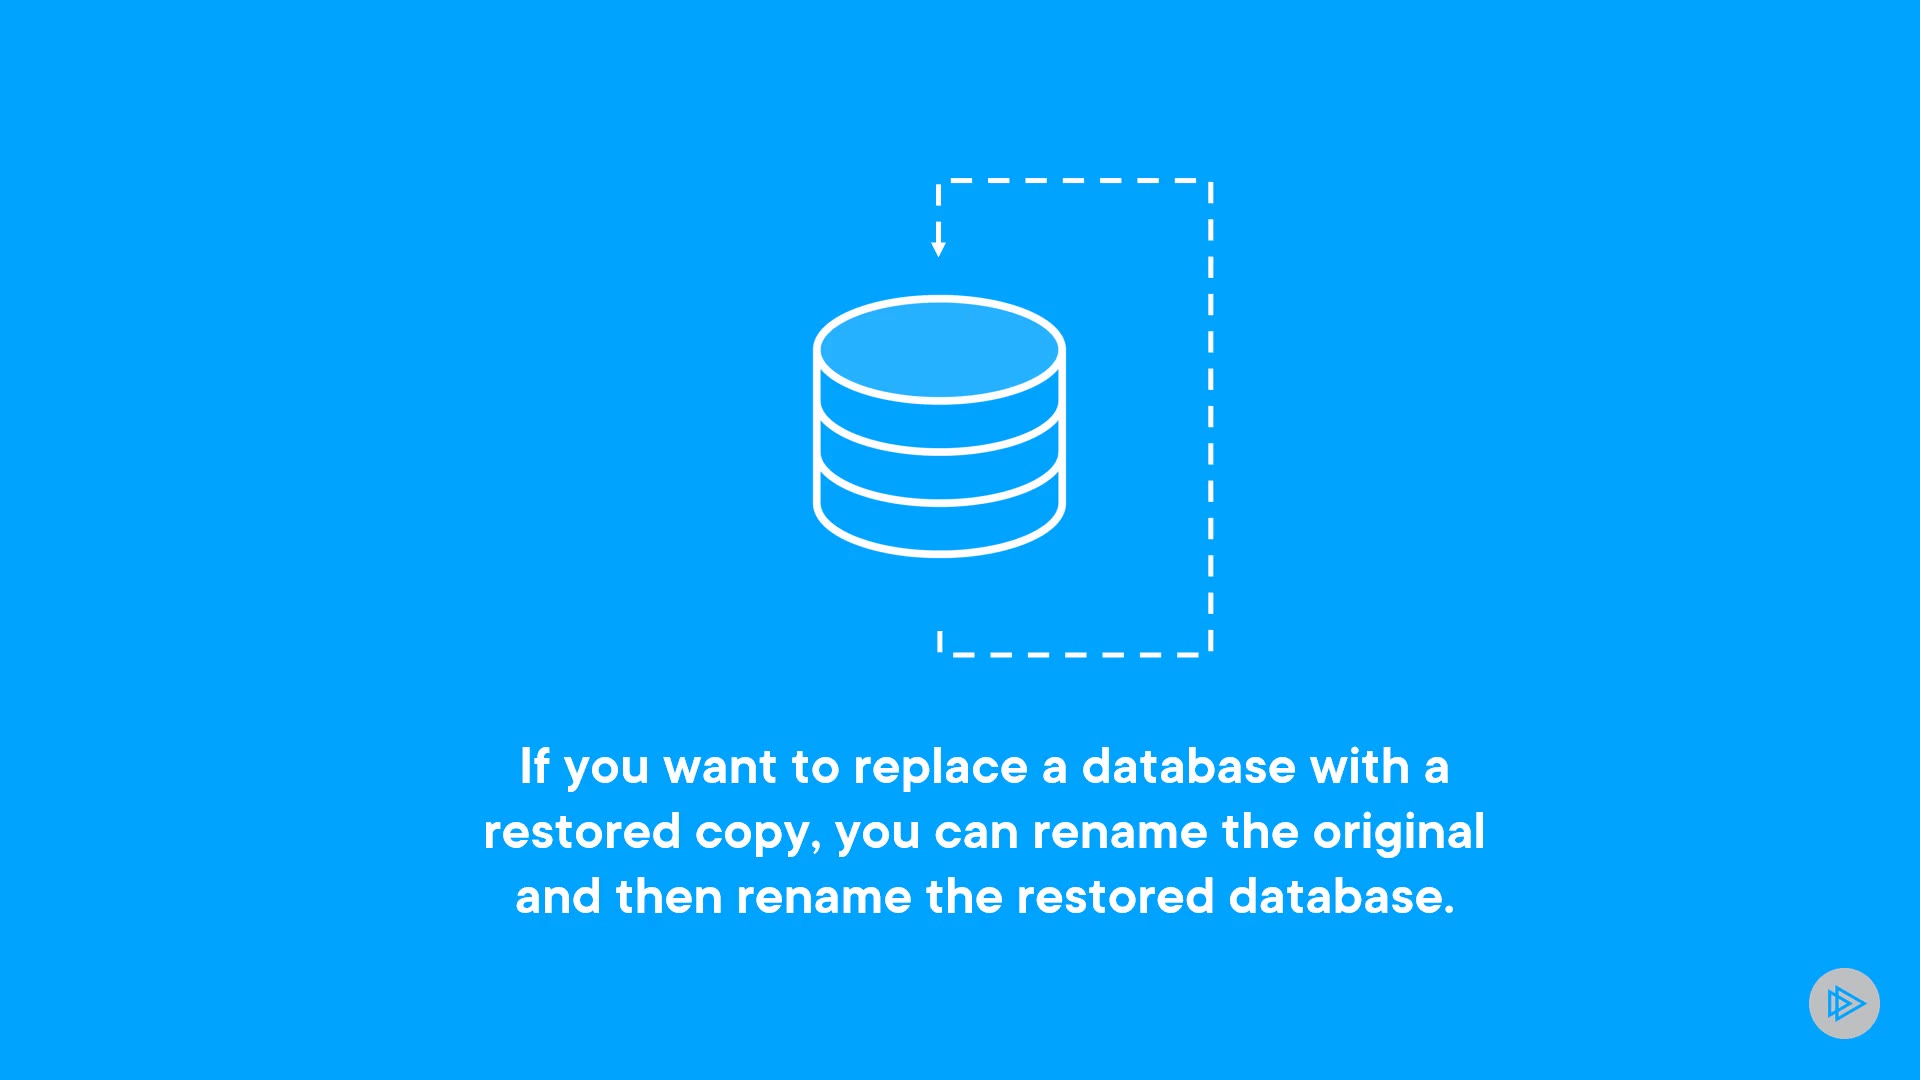 If you want to replace a database with a
restored copy, you can rename the original
and then rename the restored database.